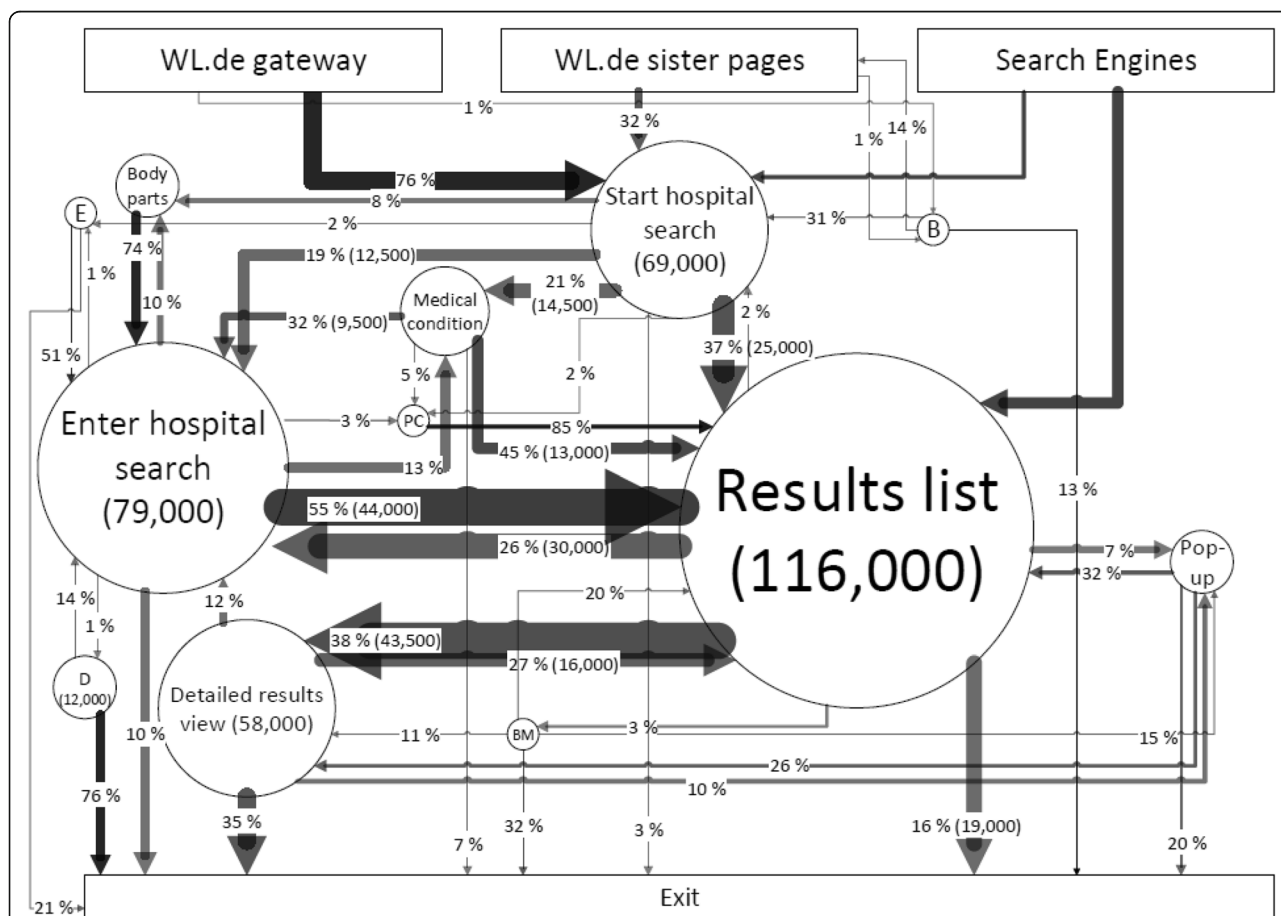 WL.de gateway
WL.de sister pages
Search Engines
1 %
32 %
1 %
14 %
Body
parts
76 %
8 %
Start hospital
search
(69,000)
31 %
B
E
2 %
74 %
19 % (12,500)
1 %
10 %
Medical
condition
21 %
(14,500)
2 %
32 % (9,500)
37 % (25,000)
51 %
5 %
2 %
Enter hospital
search
(79,000)
3 %
PC
85 %
13 %
45 % (13,000)
Results list
(116,000)
13 %
55 % (44,000)
26 % (30,000)
7 %
32 %
Pop-
up
14 %
1 %
12 %
20 %
38 % (43,500)
27 % (16,000)
D
(12,000)
Detailed results
view (58,000)
10 %
11 %
BM
3 %
15 %
26 %
10 %
76 %
35 %
7 %
32 %
3 %
16 % (19,000)
20 %
21 %
Exit